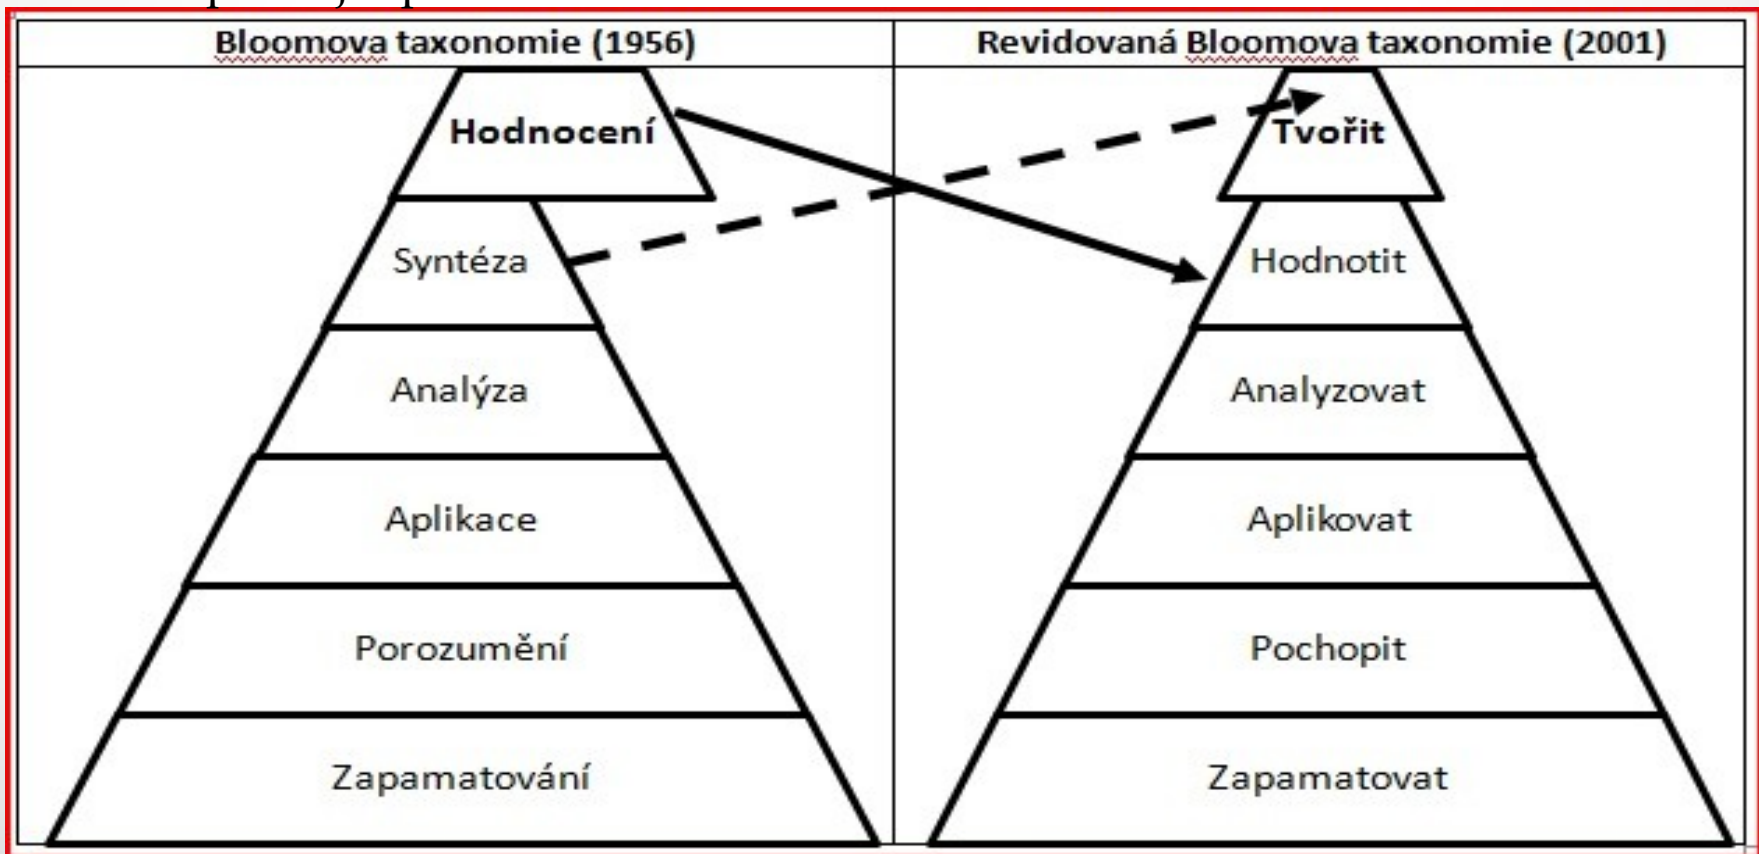 Bloomova taxonomie (1956)
Revidovaná Bloomova taxonomie (2001)
Hodnocení
Syntéza
Analýza
Aplikace
Porozumění
Zapamatování
Tvořit
Hodnotit
Analyzovat
Aplikovat
Pochopit
Zapamatovat